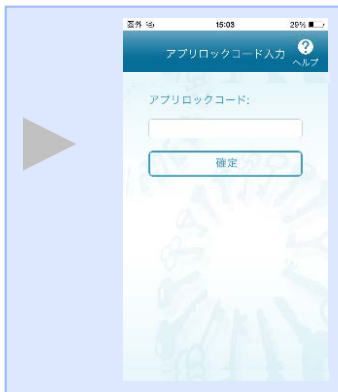 圏外 15:03 29%
アプリロックコード入力 ?
ヘルプ
アプリロックコード:
確定